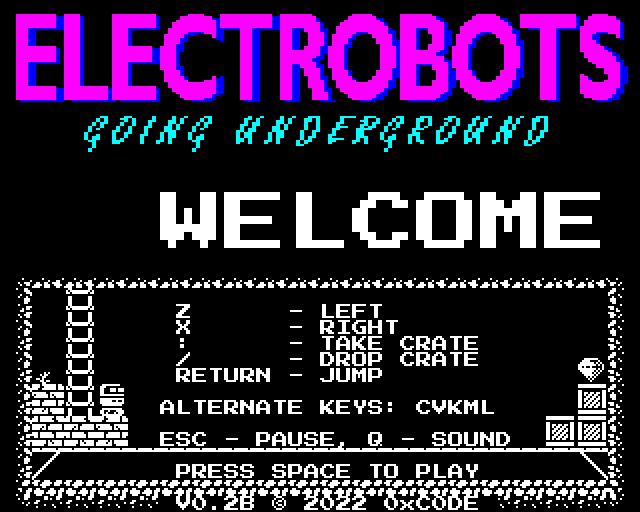 ELECTROBOTS
GOING UNDERGROUND
WELCOME
Z - LEFT
X - RIGHT
: - TAKE CRATE
/ - DROP CRATE
RETURN - JUMP
ALTERNATE KEYS: CVKML
ESC - PAUSE, Q - SOUND
PRESS SPACE TO PLAY
V0.2B © 2022 0xC0DE